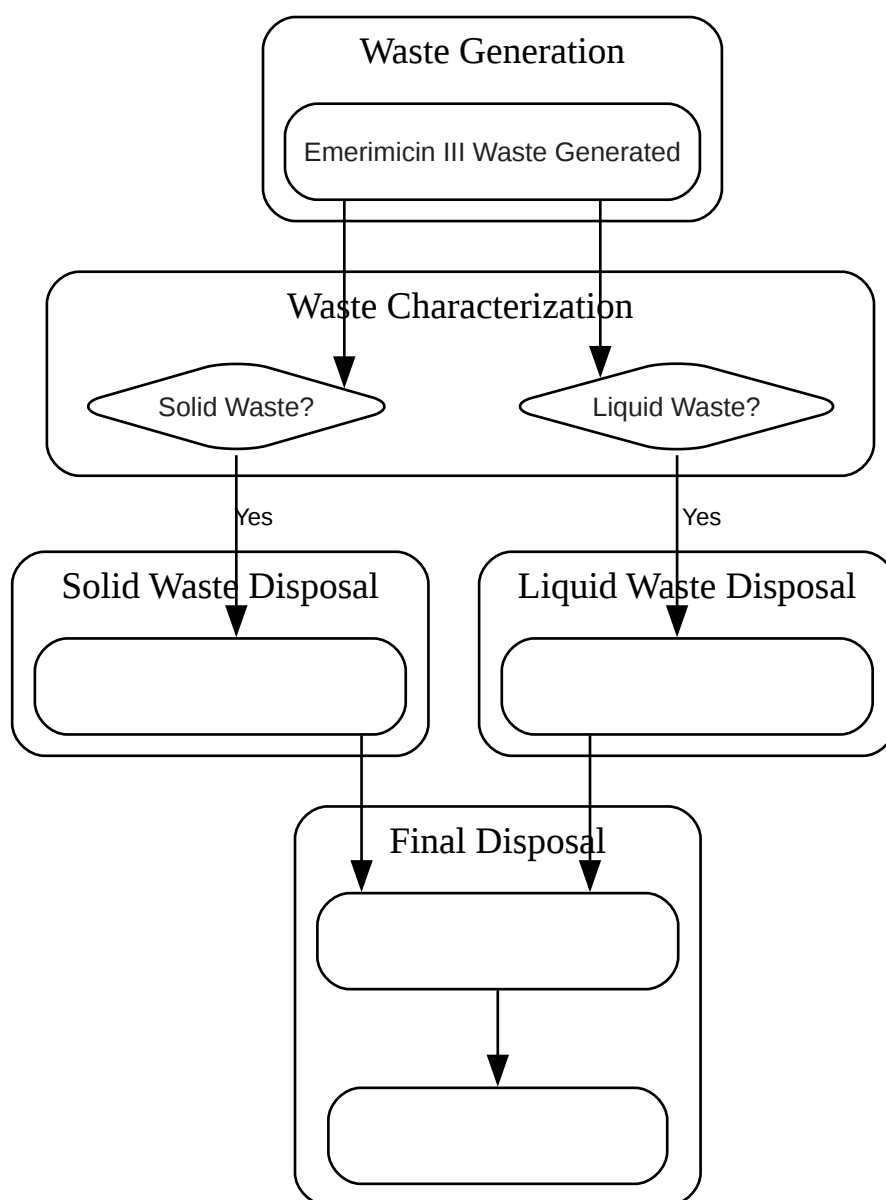 Waste Generation
Emerimicin III Waste Generated
Waste Characterization
Solid Waste?
Liquid Waste?
Yes
Yes
Solid Waste Disposal
Liquid Waste Disposal
Final Disposal